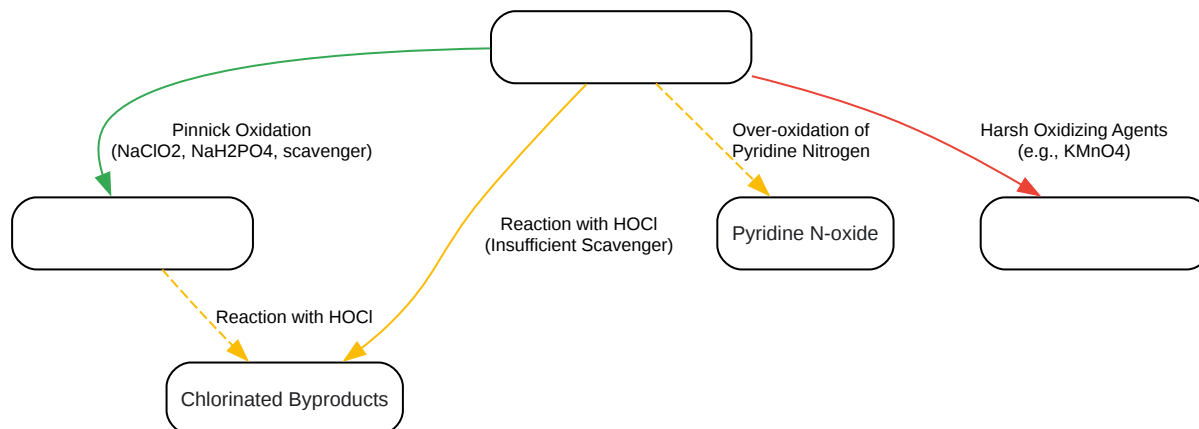 Pinnick Oxidation
(NaClO2, NaH2PO4, scavenger)
Over-oxidation of
Pyridine Nitrogen
Harsh Oxidizing Agents
(e.g., KMnO4)
Reaction with HOCl
(Insufficient Scavenger)
Pyridine N-oxide
Reaction with HOCl
Chlorinated Byproducts